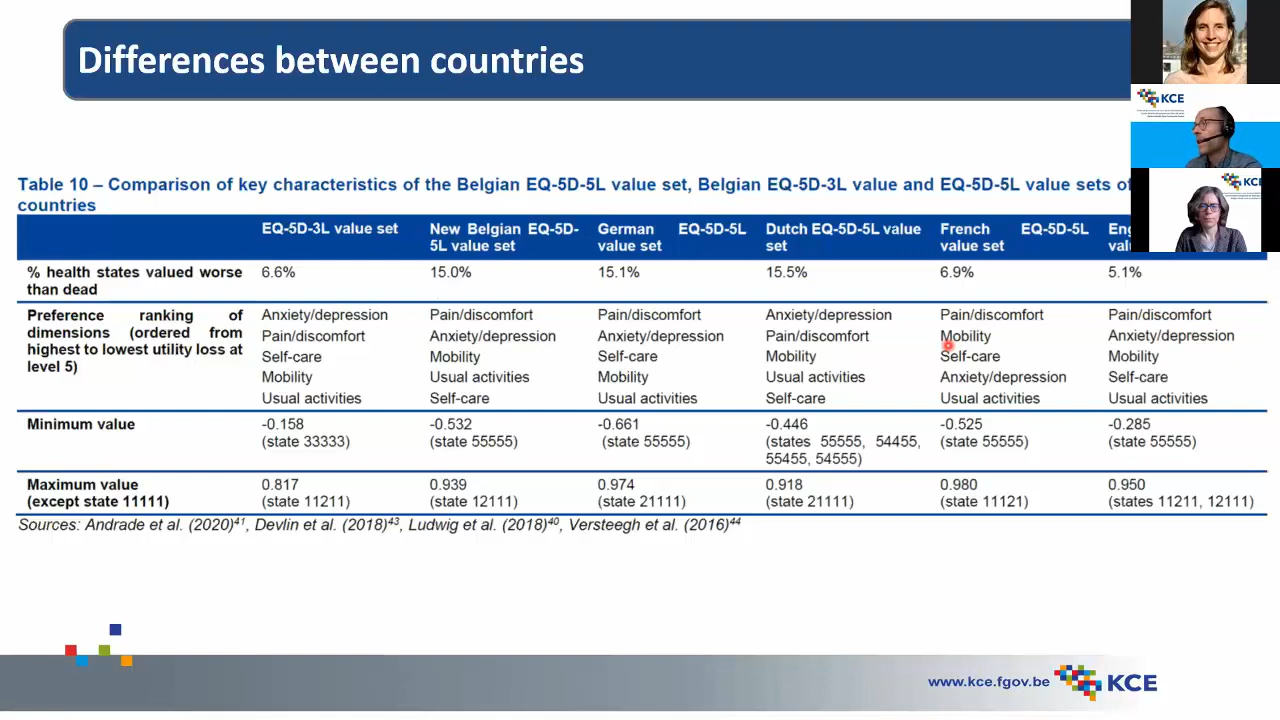 Differences between countries
KCE
KCE
Table 10 – Comparison of key characteristics of the Belgian EQ-5D-5L value set, Belgian EQ-5D-3L value and EQ-5D-5L value sets of
countries
EQ-5D-3L value set
New Belgian EQ-5D-
5L value set
German EQ-5D-5L
value set
Dutch EQ-5D-5L value
set
French EQ-5D-5L
value set
% health states valued worse
than dead
6.6%
15.0%
15.1%
15.5%
6.9%
5.1%
Preference ranking of
dimensions (ordered from
highest to lowest utility loss at
level 5)
Anxiety/depression
Pain/discomfort
Self-care
Mobility
Usual activities
Pain/discomfort
Anxiety/depression
Mobility
Usual activities
Self-care
Pain/discomfort
Anxiety/depression
Self-care
Mobility
Usual activities
Anxiety/depression
Pain/discomfort
Mobility
Usual activities
Self-care
Pain/discomfort
Mobility
Self-care
Anxiety/depression
Usual activities
Pain/discomfort
Anxiety/depression
Mobility
Self-care
Usual activities
Minimum value
-0.158
(state 33333)
-0.532
(state 55555)
-0.661
(state 55555)
-0.446
(states 55555, 54455,
55455, 54555)
-0.525
(state 55555)
-0.285
(state 55555)
Maximum value
(except state 11111)
0.817
(state 11211)
0.939
(state 12111)
0.974
(state 21111)
0.918
(state 21111)
0.980
(state 11121)
0.950
(states 11211, 12111)
Sources: Andrade et al. (2020)41, Devlin et al. (2018)43, Ludwig et al. (2018)40, Versteegh et al. (2016)44
www.kce.fgov.be
KCE